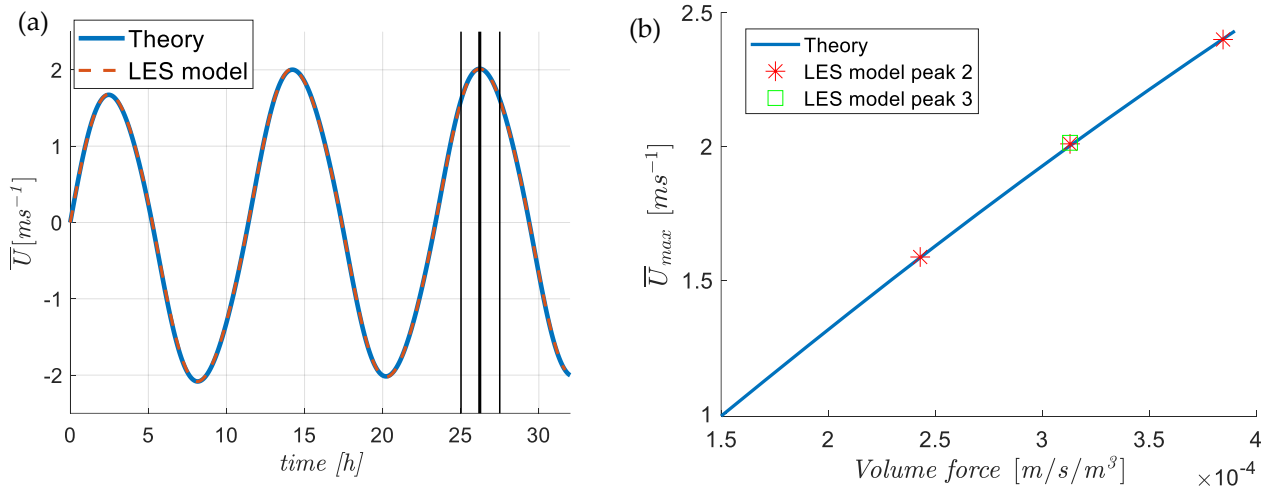 (a)
Theory
LES model
2
1
0
-1
-2
U̅[ms⁻¹]
0 5 10 15 20 25 30
time [h]
(b)
Theory
LES model peak 2
LES model peak 3
2.5
2
1.5
1
U̅max [ms⁻¹]
1.5 2 2.5 3 3.5 4
Volume force [m/s/m³]
×10⁻⁴